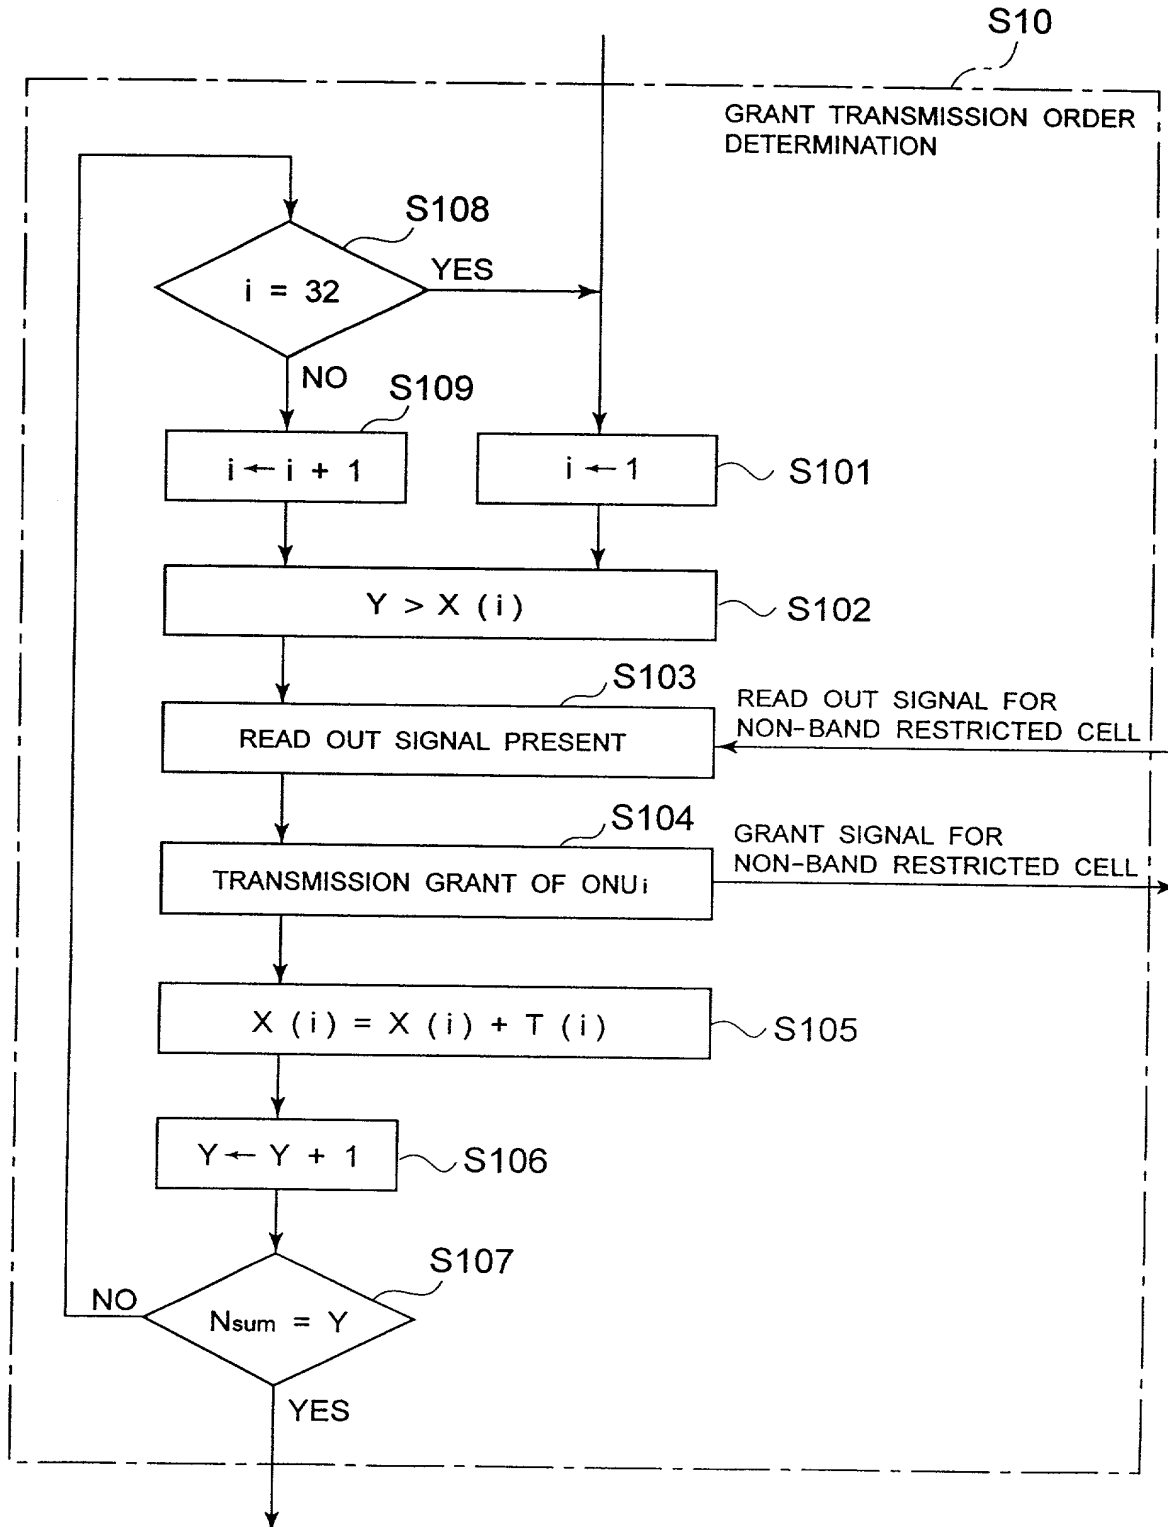 S10
GRANT TRANSMISSION ORDER
DETERMINATION
S108
i = 32
YES
NO
S109
i ← i + 1
i ← 1
S101
Y > X (i)
S102
S103
READ OUT SIGNAL PRESENT
READ OUT SIGNAL FOR
NON-BAND RESTRICTED CELL
S104
TRANSMISSION GRANT OF ONUi
GRANT SIGNAL FOR
NON-BAND RESTRICTED CELL
X (i) = X (i) + T (i)
S105
Y ← Y + 1
S106
S107
Nsum = Y
NO
YES